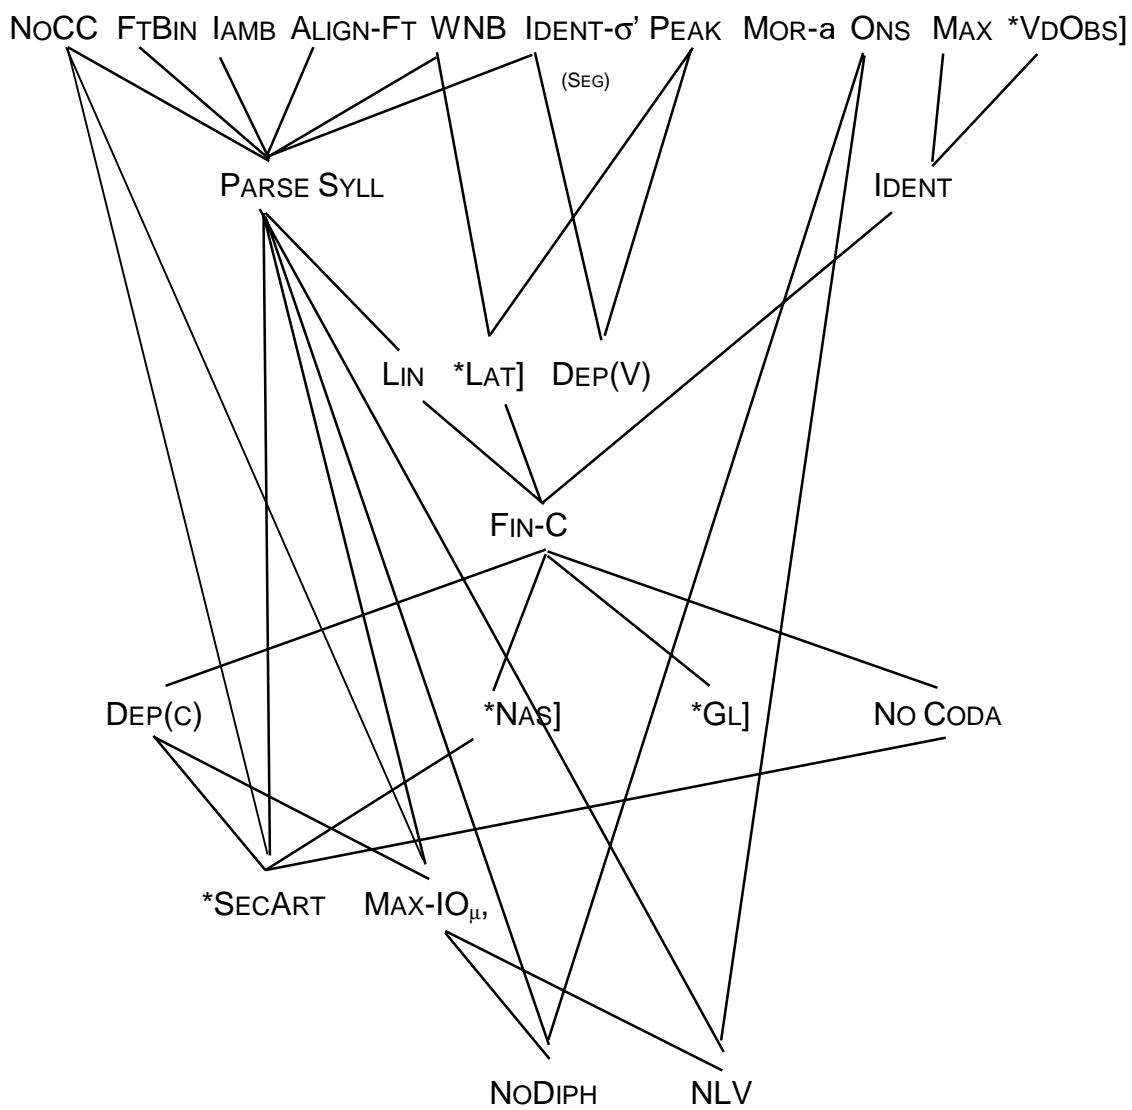 NOCC FTBIN IAMB ALIGN-FT WNB IDENT-σ’ PEAK MOR-a ONS MAX *VDOBS]
(SEG)
PARSE SYLL IDENT
LIN *LAT] DEP(V)
FIN-C
DEP(C) *NAS] *GL] NO CODA
*SECART MAX-IOμ,
NODIPH NLV